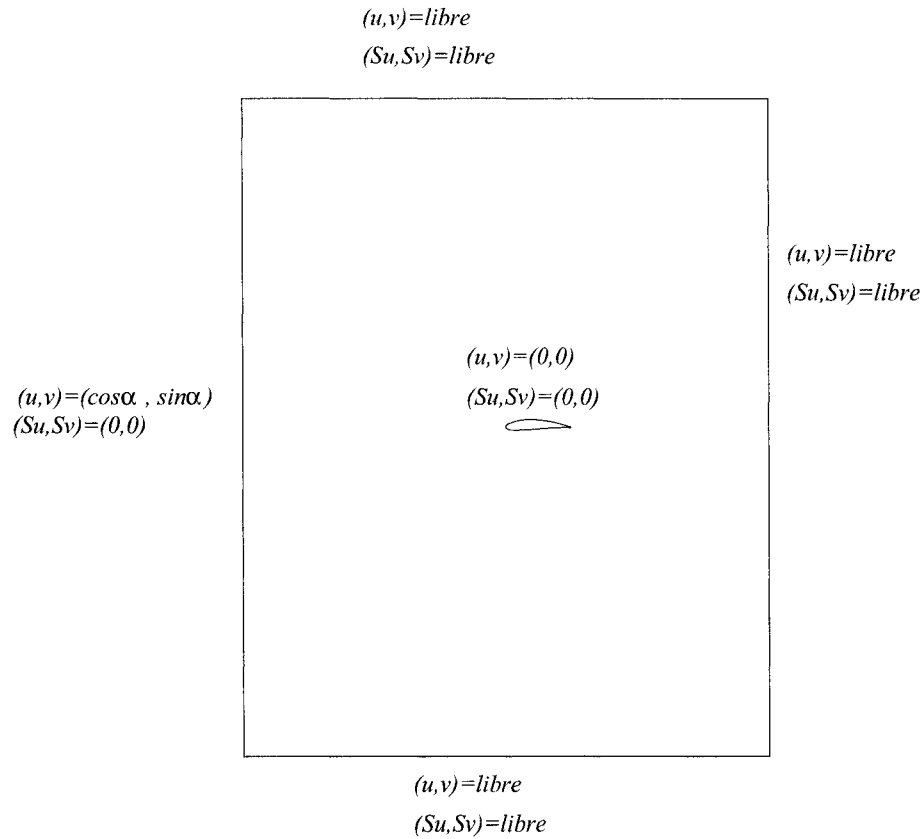 (u,v)=libre
(Su,Sv)=libre
(u,v)=libre
(Su,Sv)=libre
(u,v)=(0,0)
(Su,Sv)=(0,0)
(u,v)=(cosα , sinα)
(Su,Sv)=(0,0)
(u,v)=libre
(Su,Sv)=libre